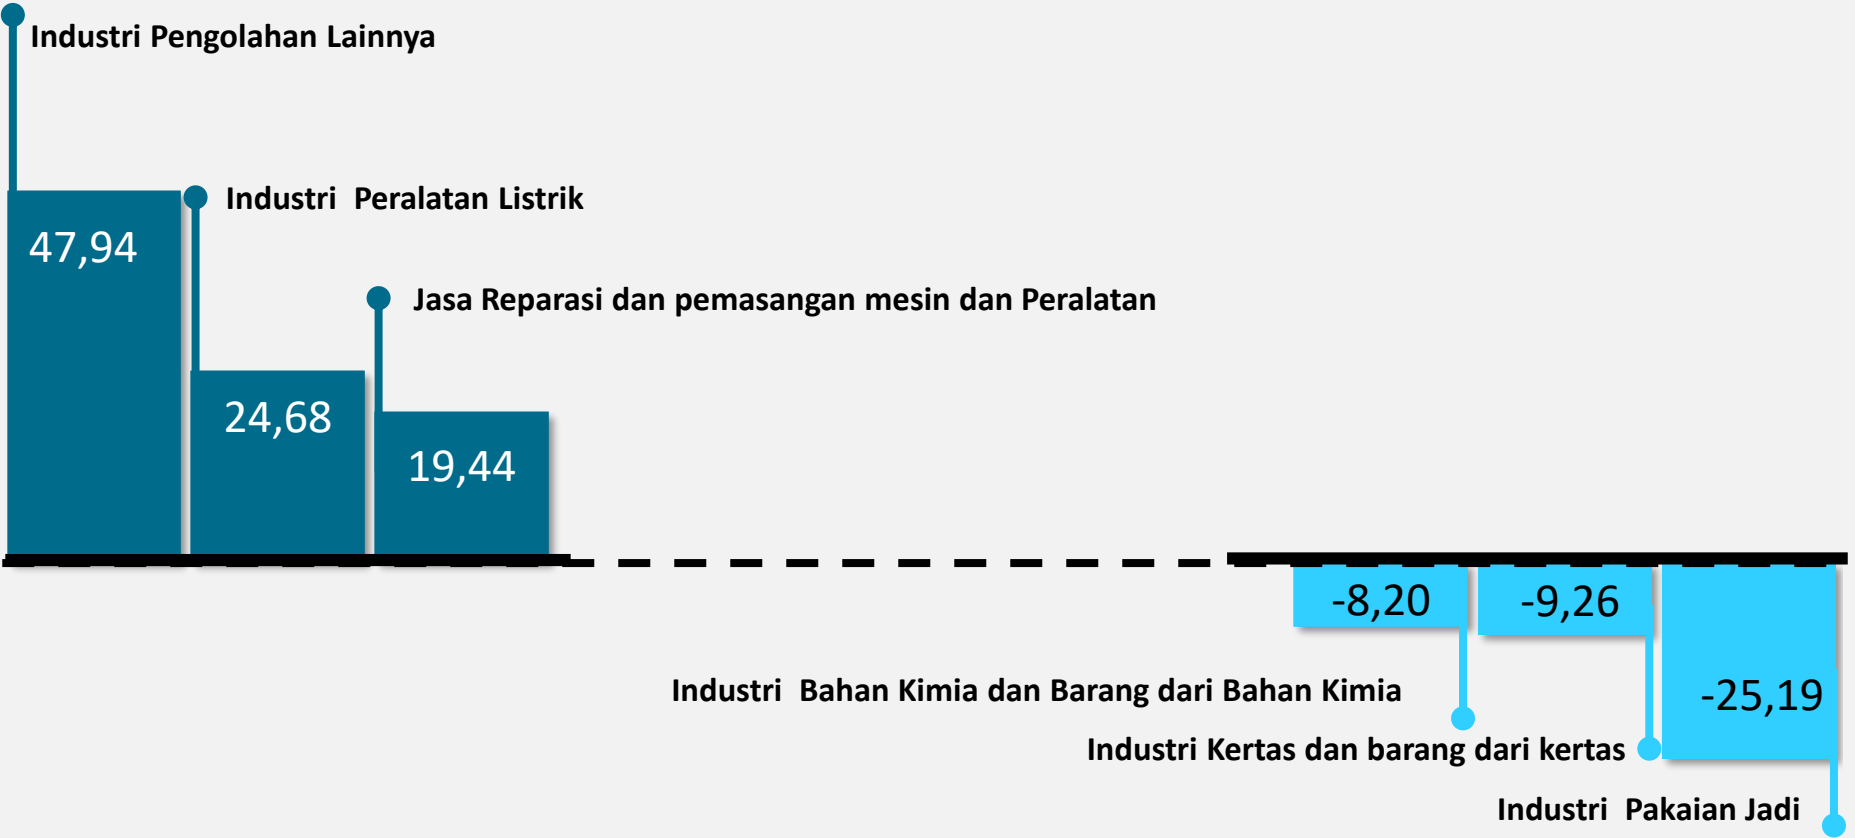 Industri Pengolahan Lainnya
Industri Peralatan Listrik
47,94
Jasa Reparasi dan pemasangan mesin dan Peralatan
24,68
19,44
-8,20
-9,26
Industri Bahan Kimia dan Barang dari Bahan Kimia
-25,19
Industri Kertas dan barang dari kertas
Industri Pakaian Jadi